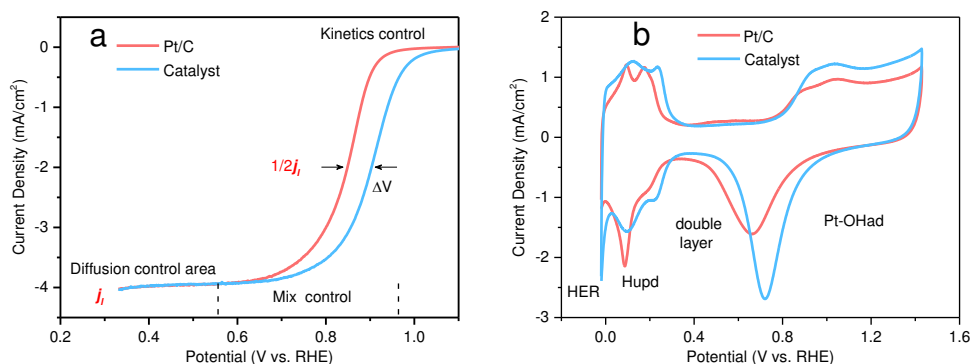 a
Pt/C
Catalyst
Kinetics control
1/2jl
ΔV
Diffusion control area
jl
Mix control
0
-1
-2
-3
-4
0.2
0.4
0.6
0.8
1.0
Current Density (mA/cm²)
Potential (V vs. RHE)
b
Pt/C
Catalyst
double
layer
Pt-OHad
HER
Hupd
2
1
0
-1
-2
-3
0.0
0.4
0.8
1.2
1.6
Current Density (mA/cm²)
Potential (V vs. RHE)